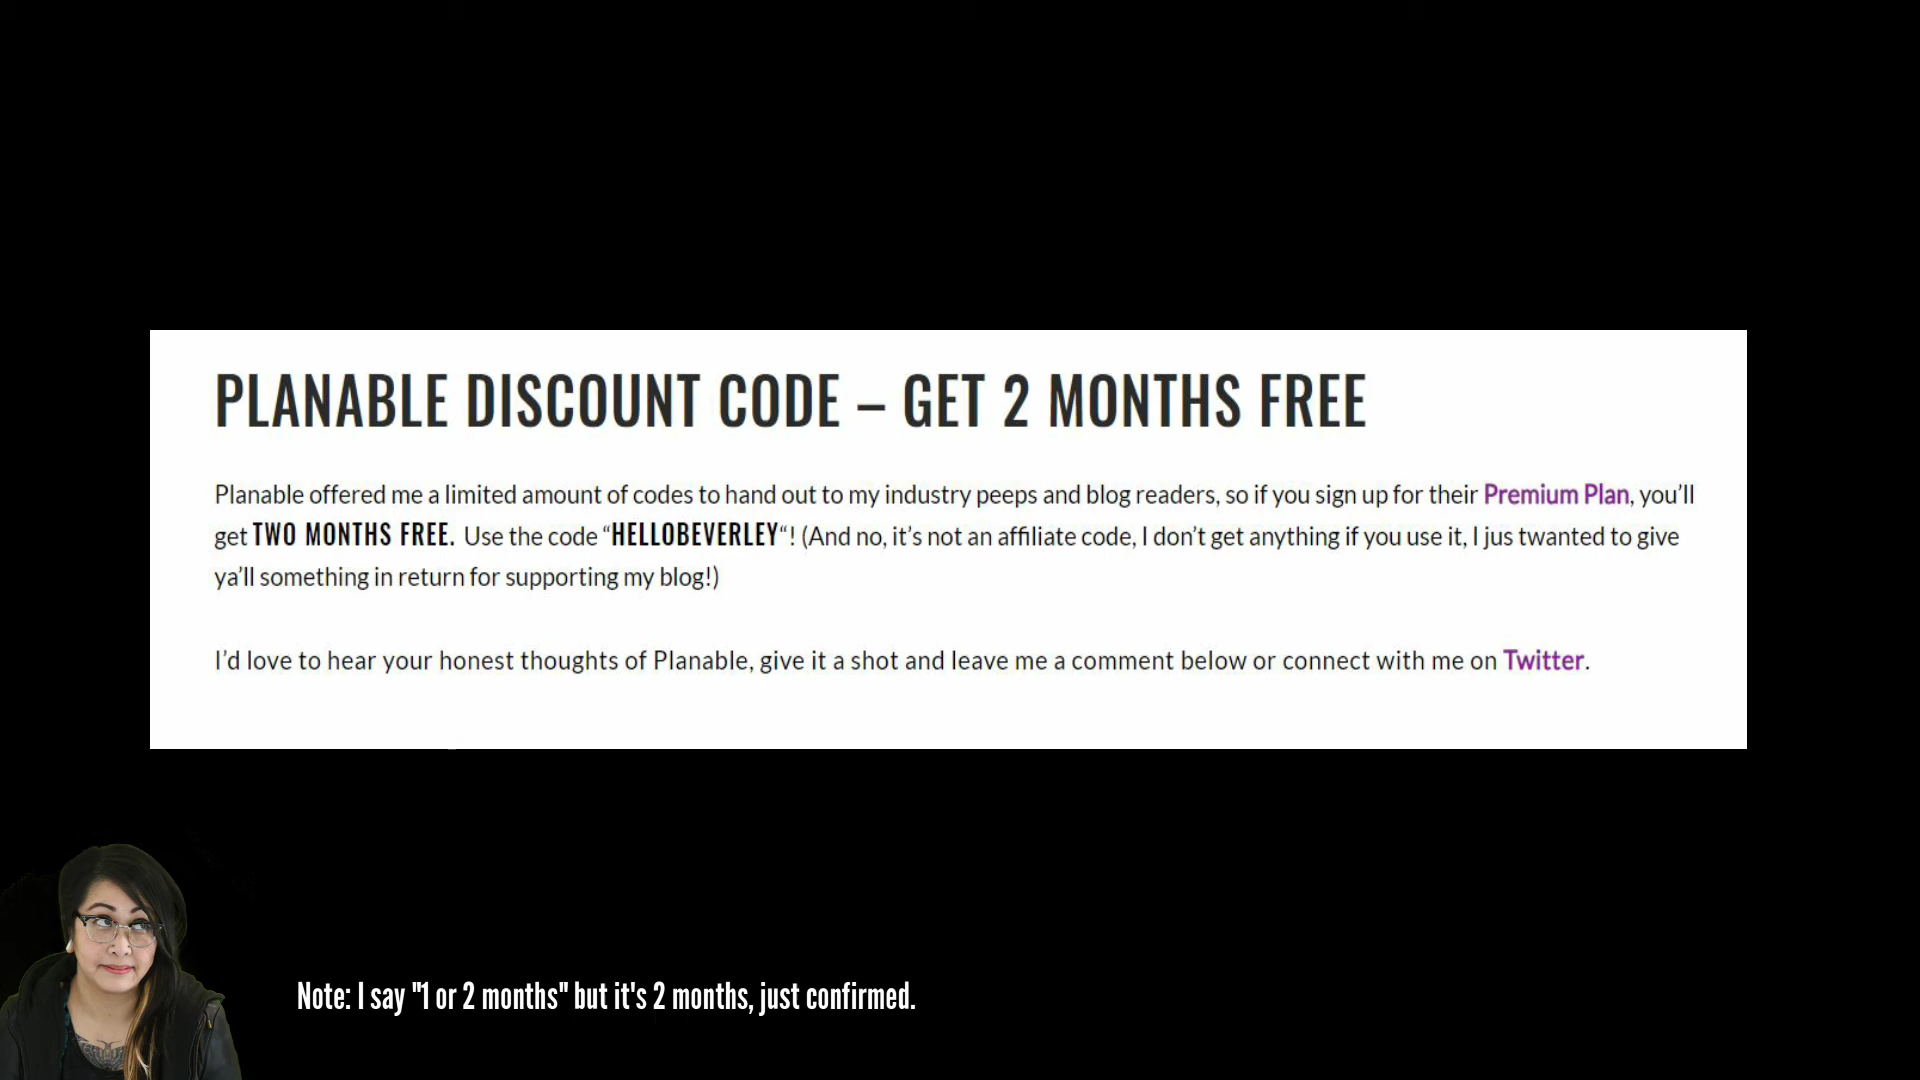 PLANABLE DISCOUNT CODE – GET 2 MONTHS FREE
Planable offered me a limited amount of codes to hand out to my industry peeps and blog readers, so if you sign up for their Premium Plan, you’ll
get TWO MONTHS FREE. Use the code “HELLOBEVERLEY“! (And no, it’s not an affiliate code, I don’t get anything if you use it, I jus twanted to give
ya’ll something in return for supporting my blog!)
I’d love to hear your honest thoughts of Planable, give it a shot and leave me a comment below or connect with me on Twitter.
Note: I say "1 or 2 months" but it's 2 months, just confirmed.